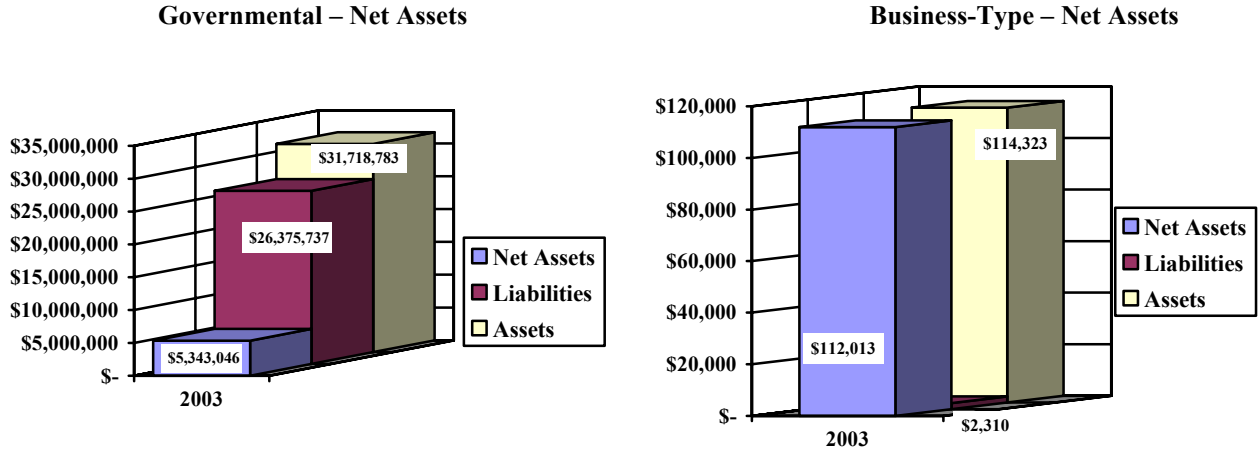 Governmental – Net Assets
$35,000,000
$30,000,000
$25,000,000
$20,000,000
$15,000,000
$10,000,000
$5,000,000
$-
$31,718,783
$26,375,737
$5,343,046
2003
Net Assets
Liabilities
Assets
Business-Type – Net Assets
$120,000
$100,000
$80,000
$60,000
$40,000
$20,000
$-
$114,323
$112,013
$2,310
2003
Net Assets
Liabilities
Assets